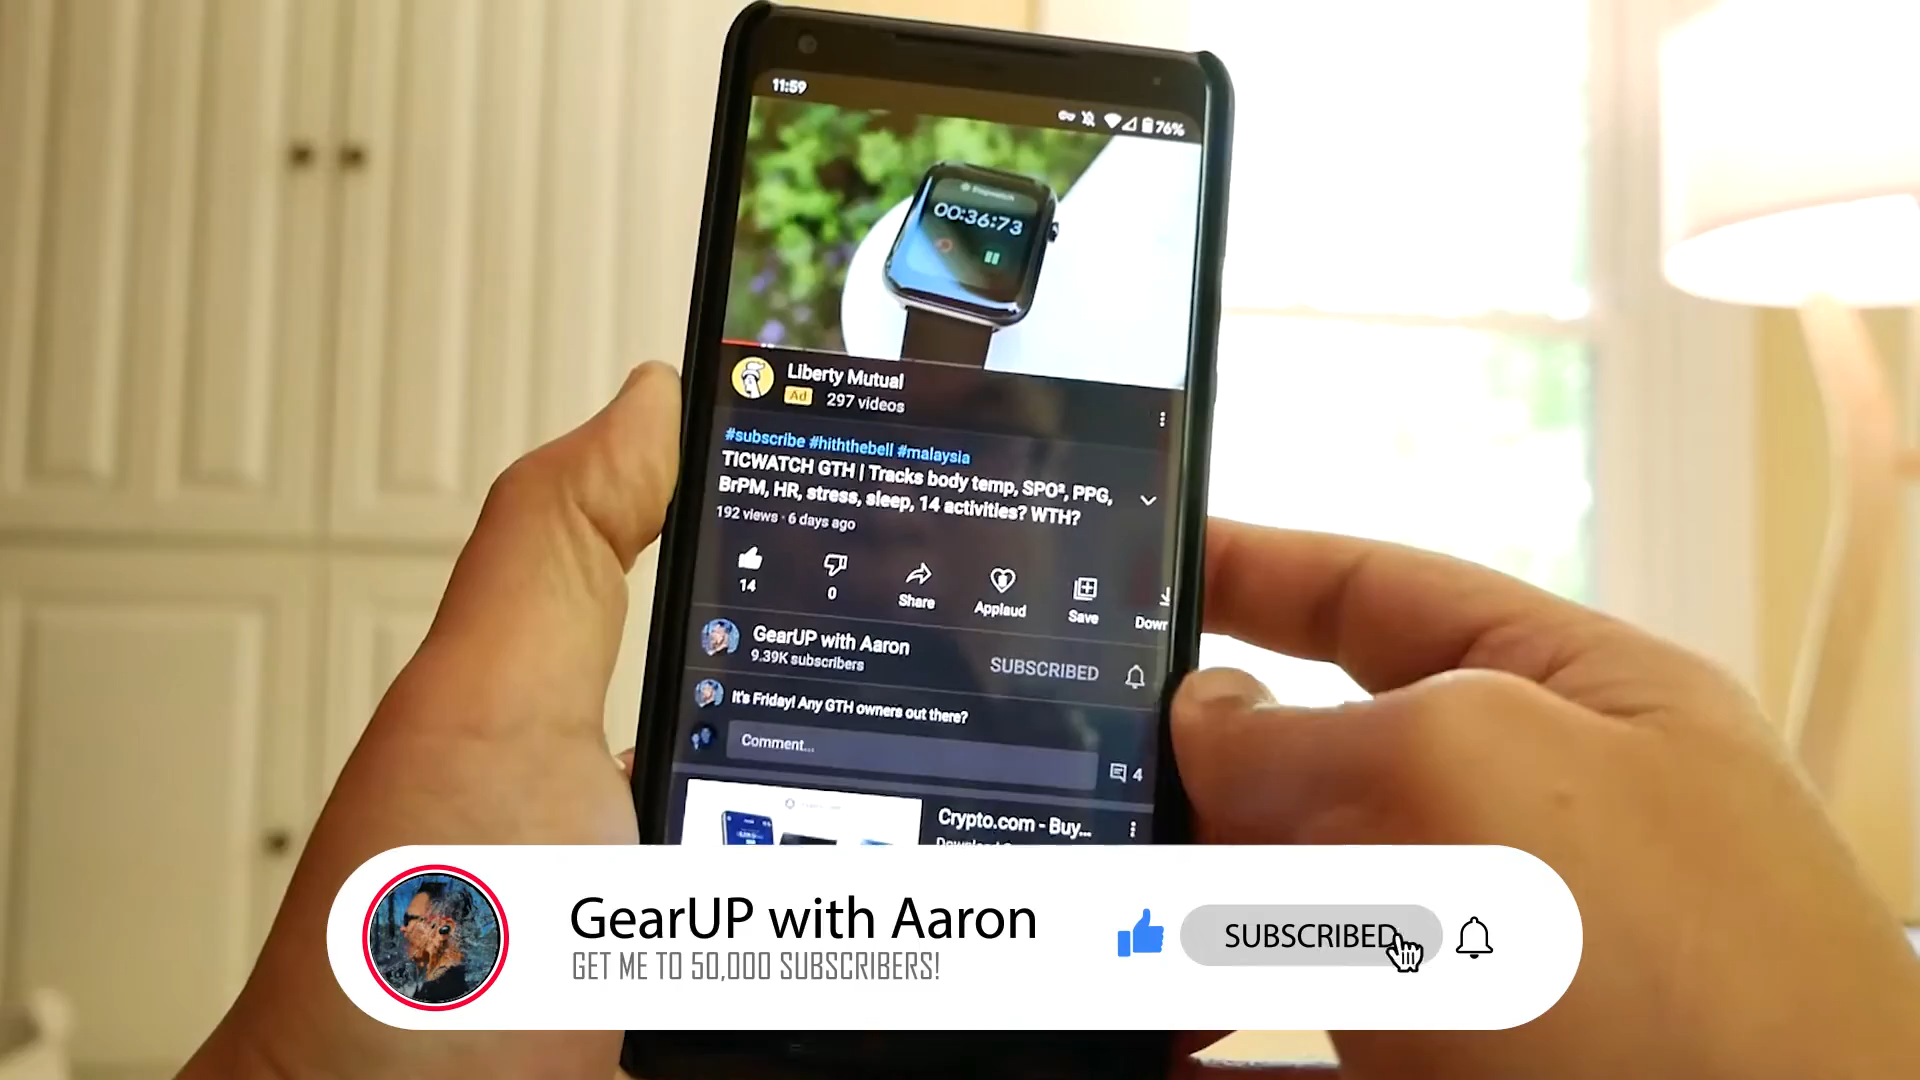 11:59
76%
00:36:73
Liberty Mutual
Ad 297 videos
#subscribe #hiththebell #malaysia
TICWATCH GTH | Tracks body temp, SPO², PPG,
BrPM, HR, stress, sleep, 14 activities? WTH?
192 views · 6 days ago
14
0
Share
Applaud
Save
Dowr
GearUP with Aaron
9.39K subscribers
SUBSCRIBED
It's Friday! Any GTH owners out there?
Comment...
4
Crypto.com - Buy...
GearUP with Aaron
GET ME TO 50,000 SUBSCRIBERS!
SUBSCRIBED